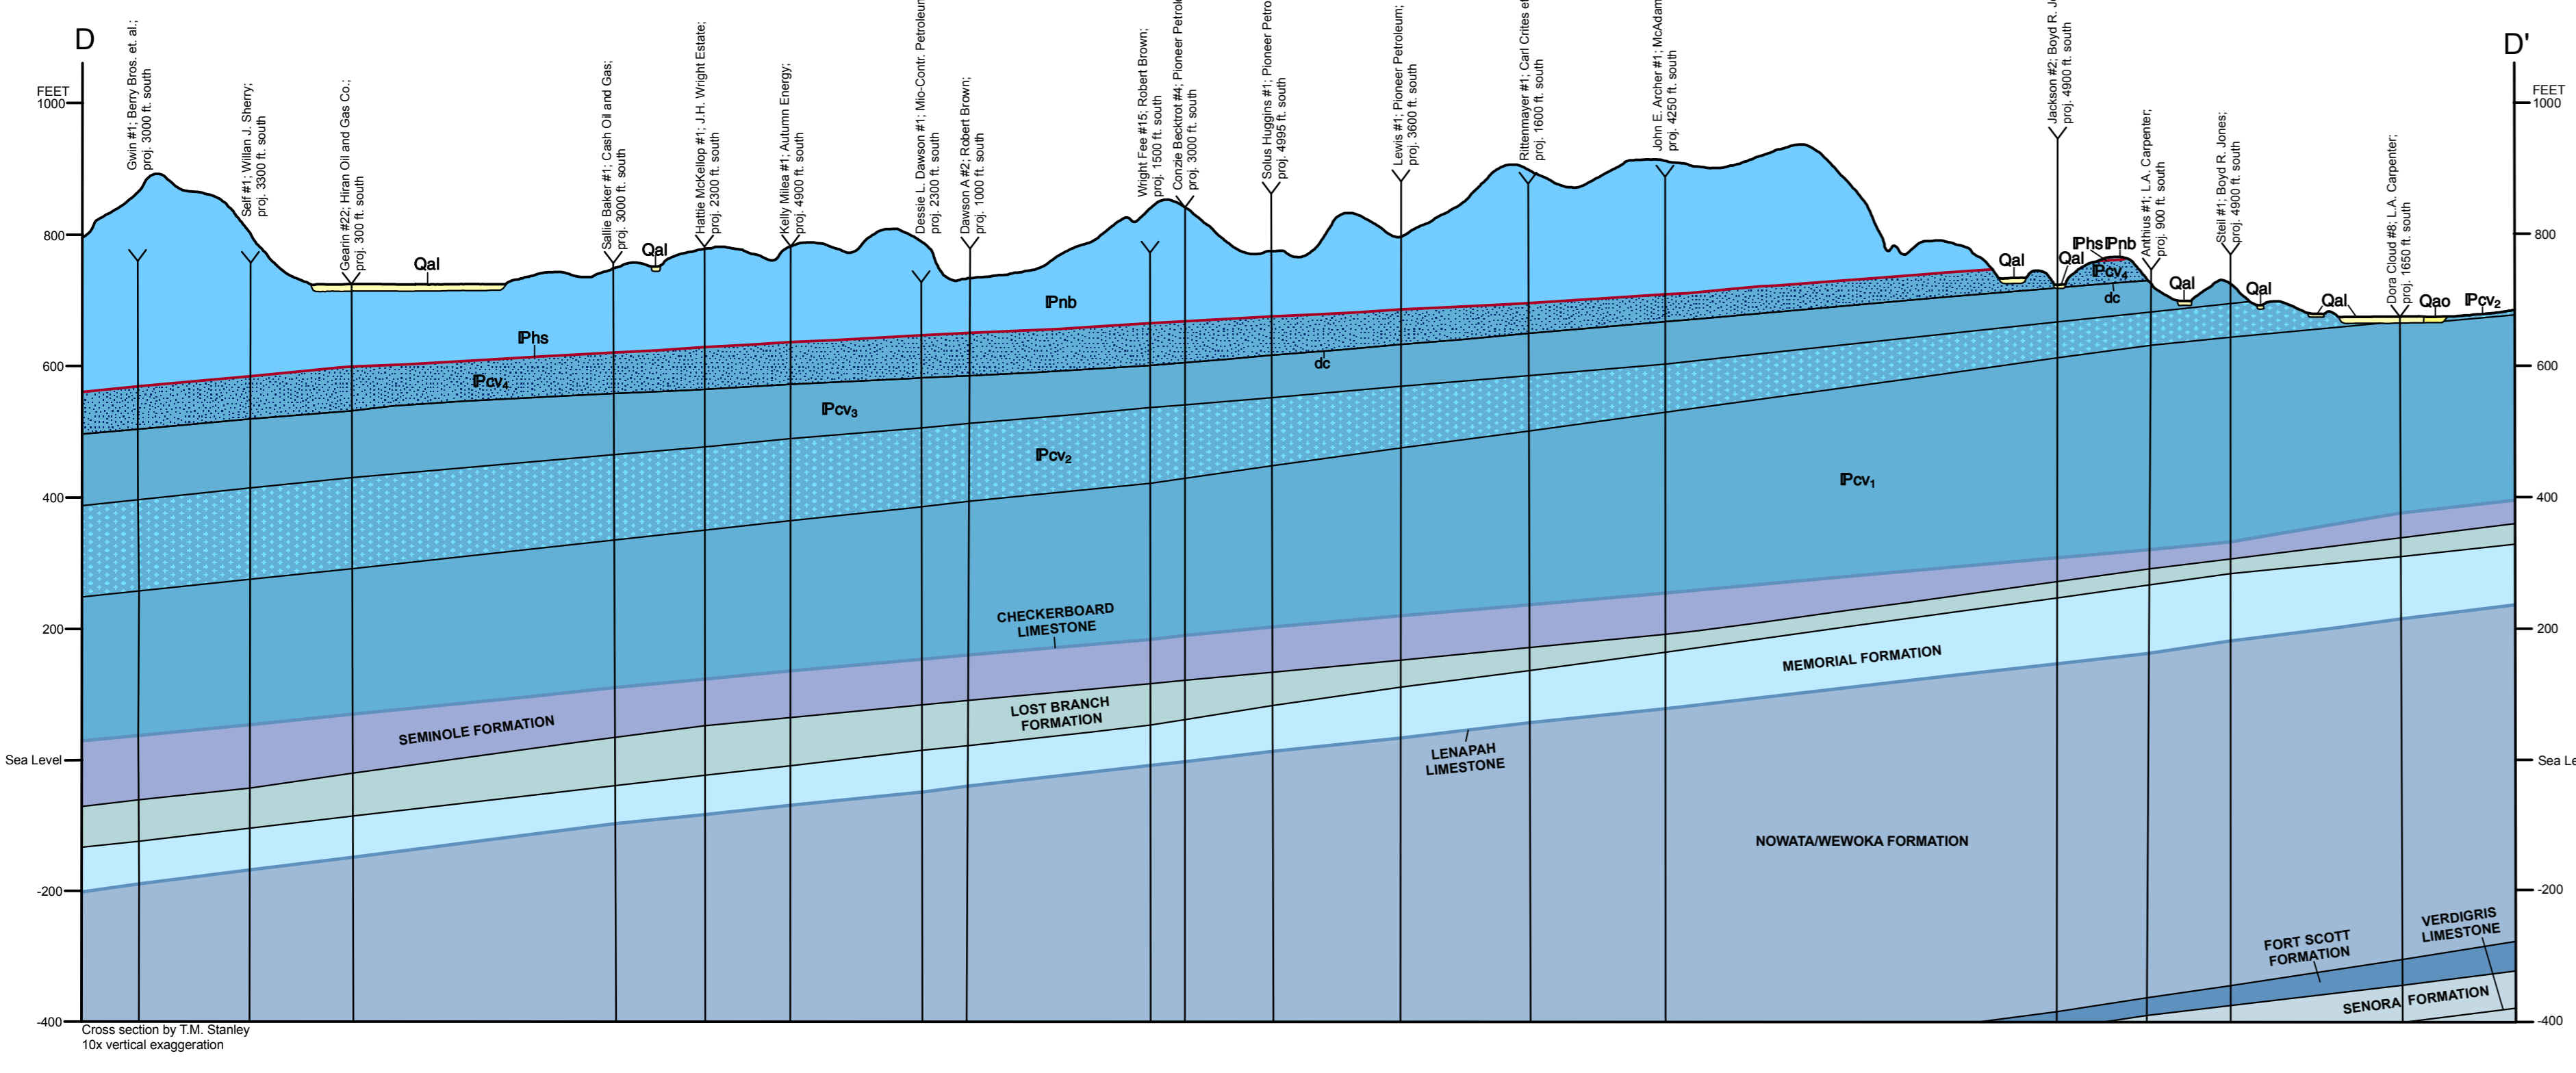 D
D'
FEET
1000
800
600
400
200
Sea Level
-200
-400
FEET
1000
800
600
400
200
Sea Le
-200
-400
Gwin #1; Berry Bros. et. al.;
proj. 3000 ft. south
Self #1; Willan J. Sherry;
proj. 3300 ft. south
Gearin #22; Hiran Oil and Gas Co.;
proj. 300 ft. south
Sallie Baker #1; Cash Oil and Gas;
proj. 3000 ft. south
Hattie McKellop #1; J.H. Wright Estate;
proj. 2300 ft. south
Kelly Milea #1; Autumn Energy;
proj. 4900 ft. south
Dessie L. Dawson #1; Mio-Contr. Petroleum
proj. 2300 ft. south
Dawson A #2; Robert Brown;
proj. 1000 ft. south
Wright Fee #15; Robert Brown;
proj. 1500 ft. south
Conzie Becktrot #4; Pioneer Petrol
proj. 3000 ft. south
Solus Huggins #1; Pioneer Petro
proj. 4995 ft. south
Lewis #1; Pioneer Petroleum;
proj. 3600 ft. south
Rittenmayer #1; Carl Crites et
proj. 1600 ft. south
John E. Archer #1; McAdam
proj. 4250 ft. south
Jackson #2; Boyd R. Jo
proj. 4900 ft. south
Anthius #1; L.A. Carpenter;
proj. 900 ft. south
Steil #1; Boyd R. Jones;
proj. 4900 ft. south
Dora Cloud #8; L.A. Carpenter;
proj. 1650 ft. south
Qal
Qal
Qal
Qal
IPhs IPnb
IPcv4
dc
Qal
Qal
Qal
Qao
IPcv2
IPnb
IPhs
IPcv4
dc
IPcv3
IPcv2
IPcv1
CHECKERBOARD
LIMESTONE
SEMINOLE FORMATION
LOST BRANCH
FORMATION
MEMORIAL FORMATION
LENAPAH
LIMESTONE
NOWATA/WEWOKA FORMATION
FORT SCOTT
FORMATION
VERDIGRIS
LIMESTONE
SENORA FORMATION
Cross section by T.M. Stanley
10x vertical exaggeration